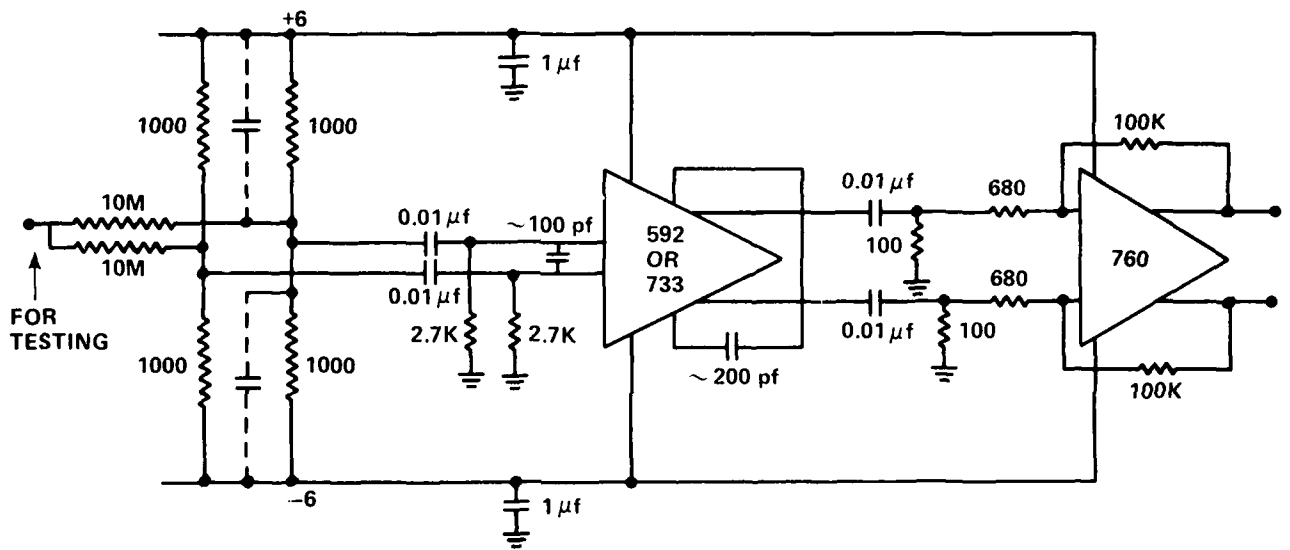 +6
1 μf
1000
1000
100K
10M
0.01 μf
680
0.01 μf
~100 pf
592
OR
733
100
760
10M
0.01 μf
680
FOR
TESTING
2.7K
2.7K
0.01 μf
100
1000
1000
~200 pf
100K
−6
1 μf